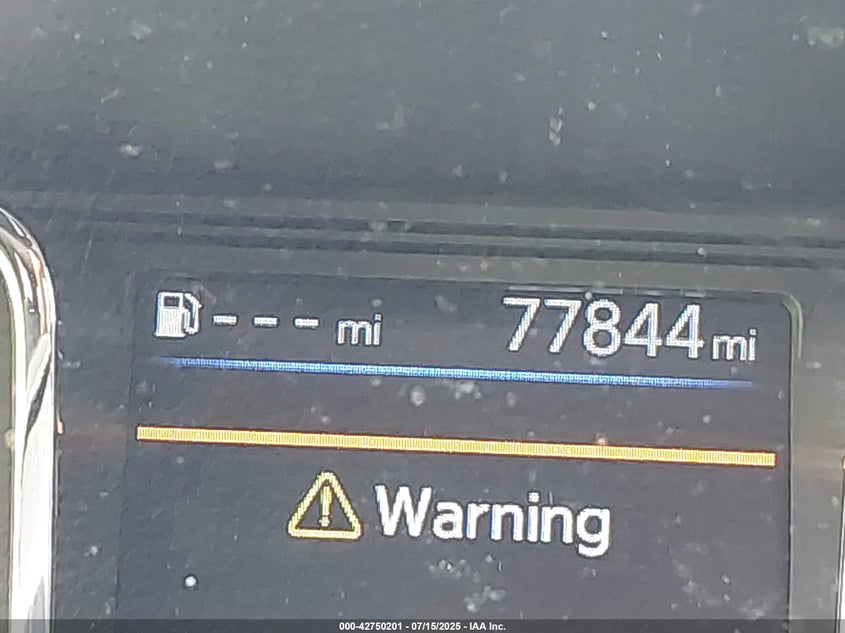 --- mi 77844 mi
Warning
000-42750201 - 07/15/2025 - IAA Inc.